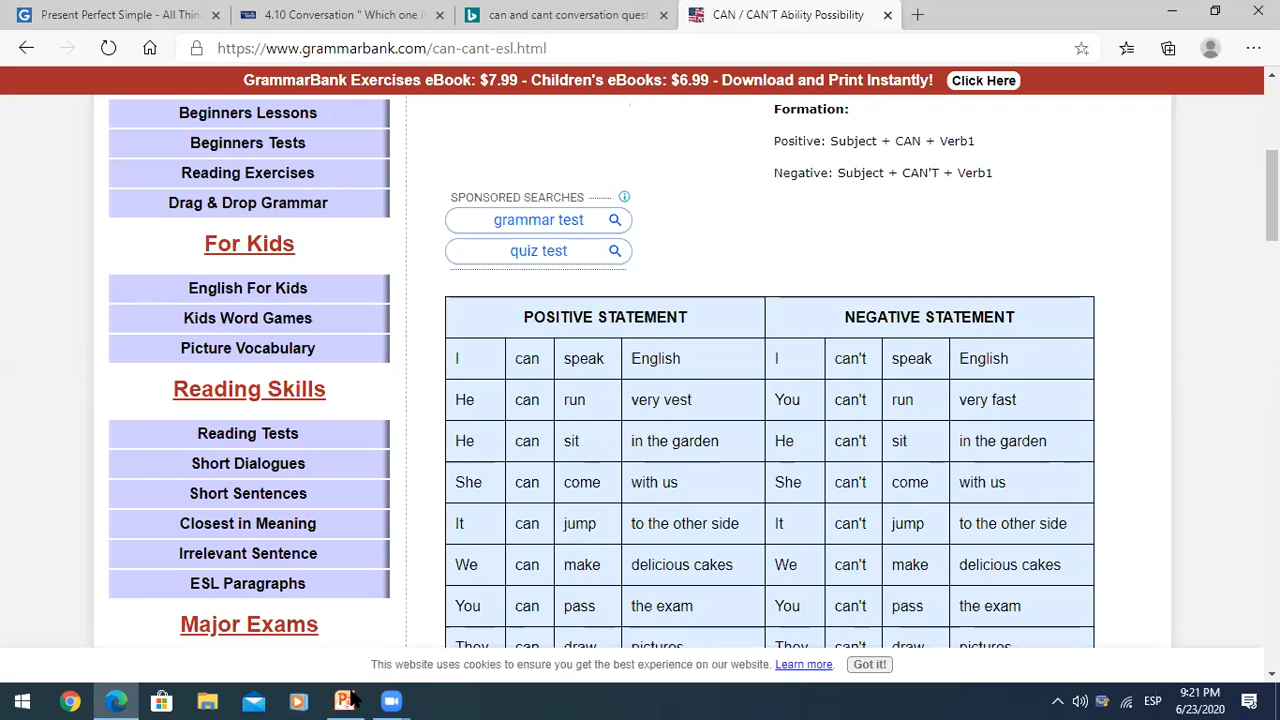 Present Perfect Simple - All Thin
4.10 Conversation " Which one is
can and cant conversation quest
CAN / CAN'T Ability Possibility
https://www.grammarbank.com/can-cant-esl.html
GrammarBank Exercises eBook: $7.99 - Children's eBooks: $6.99 - Download and Print Instantly! Click Here
Beginners Lessons
Beginners Tests
Reading Exercises
Drag & Drop Grammar
For Kids
English For Kids
Kids Word Games
Picture Vocabulary
Reading Skills
Reading Tests
Short Dialogues
Short Sentences
Closest in Meaning
Irrelevant Sentence
ESL Paragraphs
Major Exams
Formation:
Positive: Subject + CAN + Verb1
Negative: Subject + CAN'T + Verb1
SPONSORED SEARCHES
grammar test
quiz test
POSITIVE STATEMENT NEGATIVE STATEMENT
I can speak English I can't speak English
He can run very vest You can't run very fast
He can sit in the garden He can't sit in the garden
She can come with us She can't come with us
It can jump to the other side It can't jump to the other side
We can make delicious cakes We can't make delicious cakes
You can pass the exam You can't pass the exam
They can draw pictures They can't draw pictures
This website uses cookies to ensure you get the best experience on our website. Learn more. Got it!
ESP
9:21 PM
6/23/2020